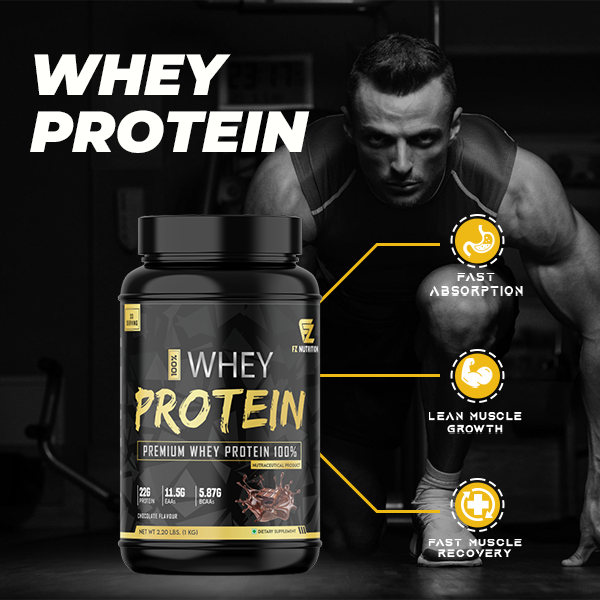 WHEY
PROTEIN
FAST
ABSORPTION
LEAN MUSCLE
GROWTH
FAST MUSCLE
RECOVERY
SERVING
FZ NUTRITION
100% WHEY
PROTEIN
PREMIUM WHEY PROTEIN 100%
NUTRACEUTICAL PRODUCT
22G 11.5G 5.87G
PROTEIN EAAs BCAAs
CHOCOLATE FLAVOUR
NET WT 2.20 LBS. (1 KG) DIETARY SUPPLEMENT